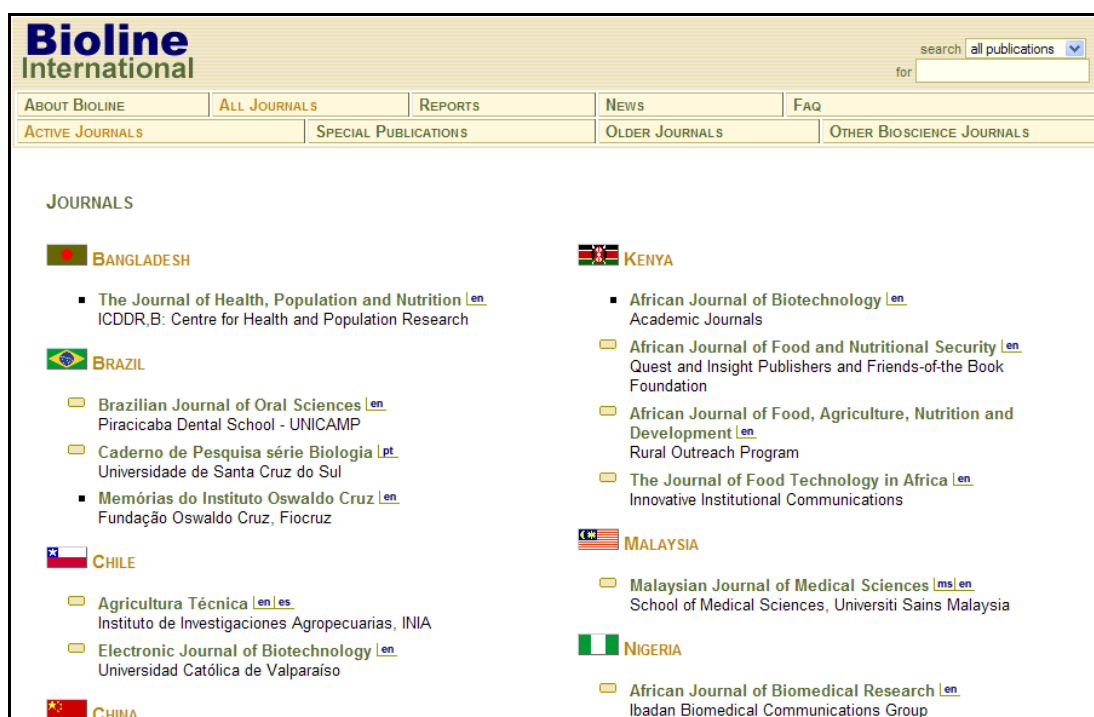 Bioline
International
search all publications
for
ABOUT BIOLINE ALL JOURNALS REPORTS NEWS FAQ
ACTIVE JOURNALS SPECIAL PUBLICATIONS OLDER JOURNALS OTHER BIOSCIENCE JOURNALS
JOURNALS
BANGLADESH
The Journal of Health, Population and Nutrition en
ICDDR,B: Centre for Health and Population Research
BRAZIL
Brazilian Journal of Oral Sciences en
Piracicaba Dental School - UNICAMP
Caderno de Pesquisa série Biologia pt
Universidade de Santa Cruz do Sul
Memórias do Instituto Oswaldo Cruz en
Fundação Oswaldo Cruz, Fiocruz
CHILE
Agricultura Técnica en es
Instituto de Investigaciones Agropecuarias, INIA
Electronic Journal of Biotechnology en
Universidad Católica de Valparaíso
CHINA
KENYA
African Journal of Biotechnology en
Academic Journals
African Journal of Food and Nutritional Security en
Quest and Insight Publishers and Friends-of-the Book
Foundation
African Journal of Food, Agriculture, Nutrition and
Development en
Rural Outreach Program
The Journal of Food Technology in Africa en
Innovative Institutional Communications
MALAYSIA
Malaysian Journal of Medical Sciences ms en
School of Medical Sciences, Universiti Sains Malaysia
NIGERIA
African Journal of Biomedical Research en
Ibadan Biomedical Communications Group